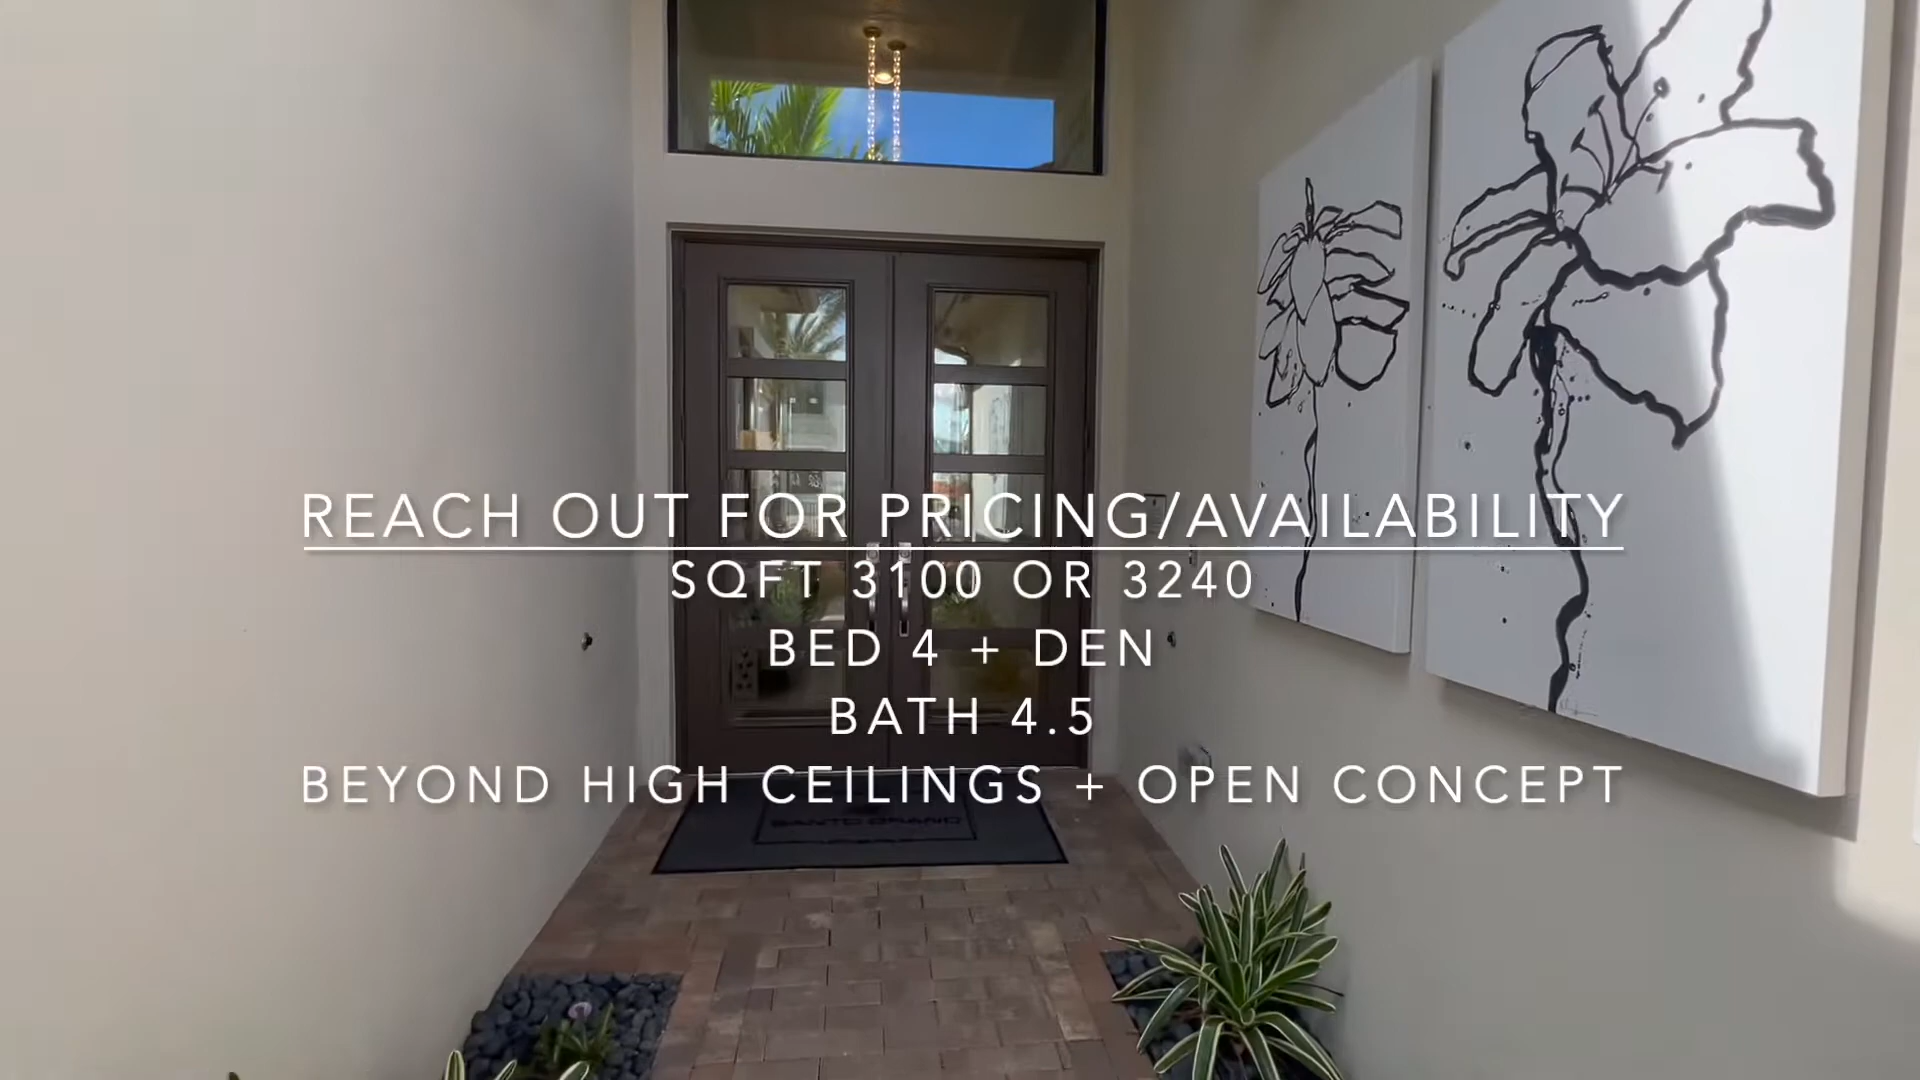 REACH OUT FOR PRICING/AVAILABILITY
SQFT 3100 OR 3240
BED 4 + DEN
BATH 4.5
BEYOND HIGH CEILINGS + OPEN CONCEPT